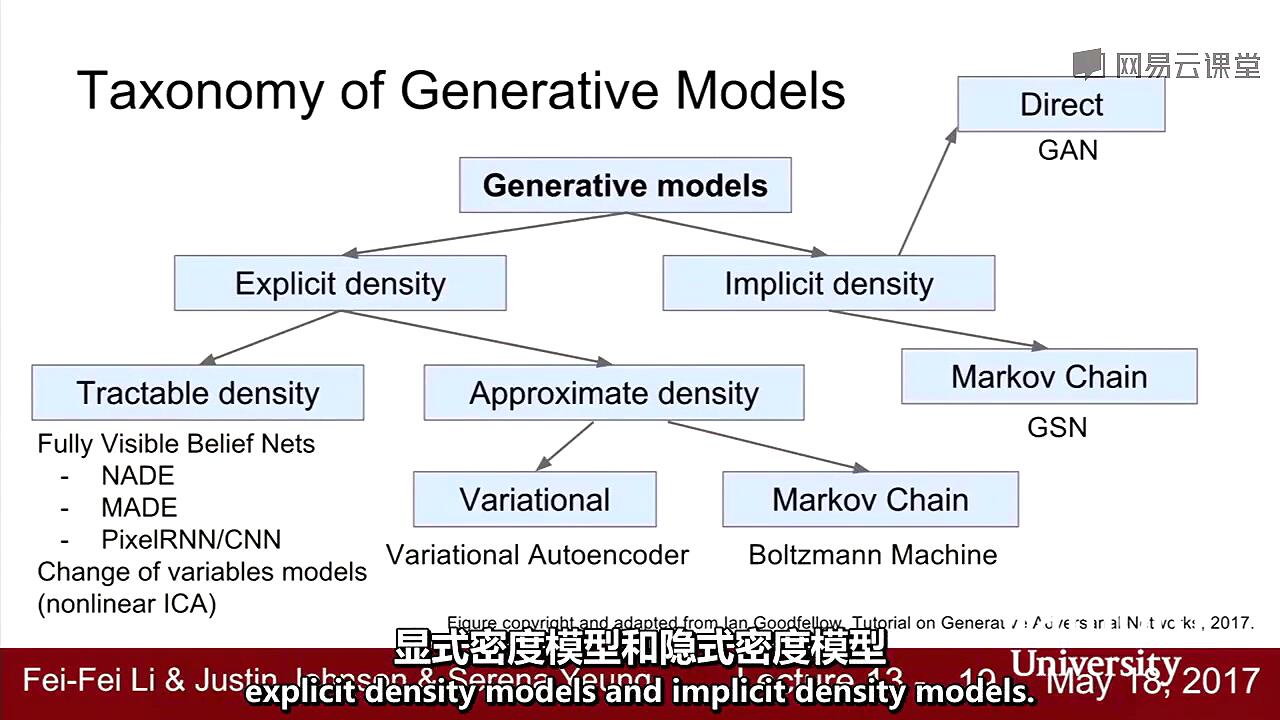 网易云课堂
Taxonomy of Generative Models
Direct
GAN
Generative models
Explicit density
Implicit density
Tractable density
Approximate density
Markov Chain
GSN
Fully Visible Belief Nets
- NADE
- MADE
- PixelRNN/CNN
Change of variables models
(nonlinear ICA)
Variational
Variational Autoencoder
Markov Chain
Boltzmann Machine
Figure copyright and adapted from Ian Goodfellow, Tutorial on Generative Adversarial Networks, 2017.
显式密度模型和隐式密度模型
explicit density models and implicit density models.
Fei-Fei Li & Justin Johnson & Serena Yeung
Lecture 13 -
University
May 18, 2017